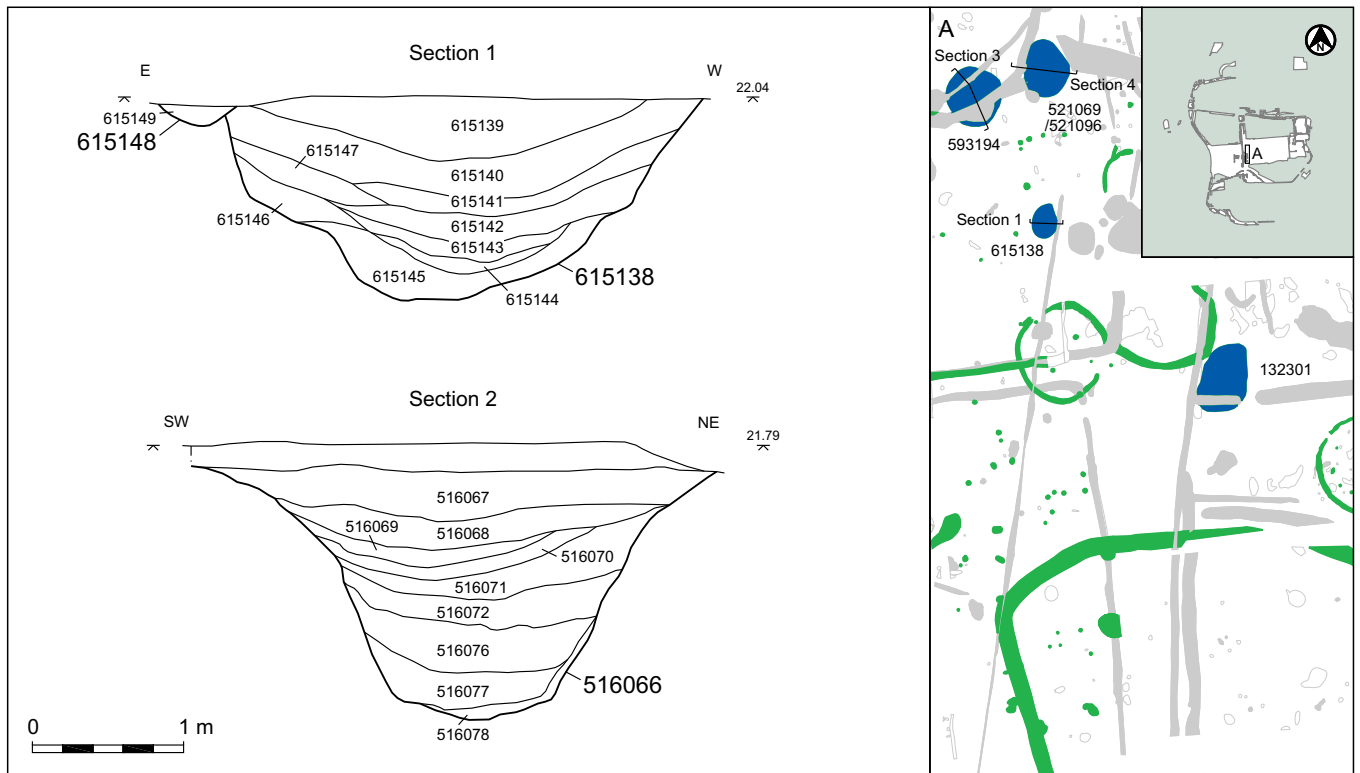 Section 1
E
W
22.04
615149
615148
615139
615147
615140
615141
615146
615142
615143
615145
615138
615144
Section 2
SW
NE
21.79
516067
516069
516068
516070
516071
516072
516076
516066
516077
516078
0
1 m
A
Section 3
Section 4
521069
/521096
593194
Section 1
615138
132301
N
A